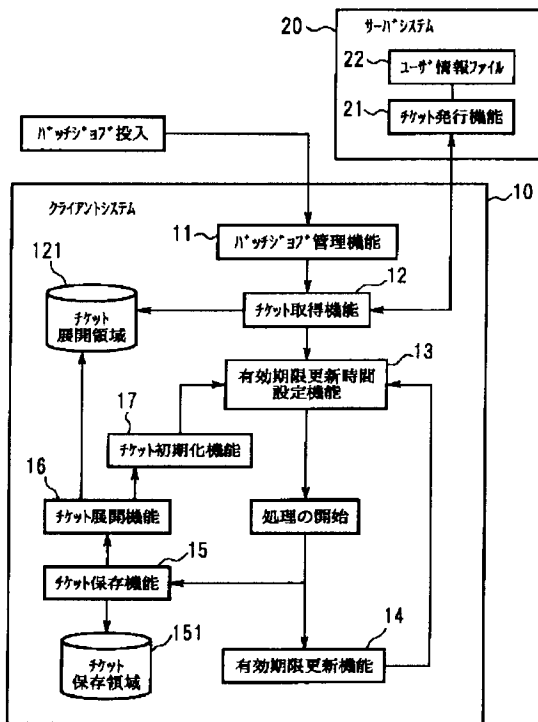 20
サーバシステム
22
ユーザ情報ファイル
21
チケット発行機能
バッチジョブ投入
10
クライアントシステム
11
バッチジョブ管理機能
121
12
チケット
展開領域
チケット取得機能
13
有効期限更新時間
設定機能
17
チケット初期化機能
16
チケット展開機能
処理の開始
15
チケット保存機能
151
チケット
保存領域
14
有効期限更新機能